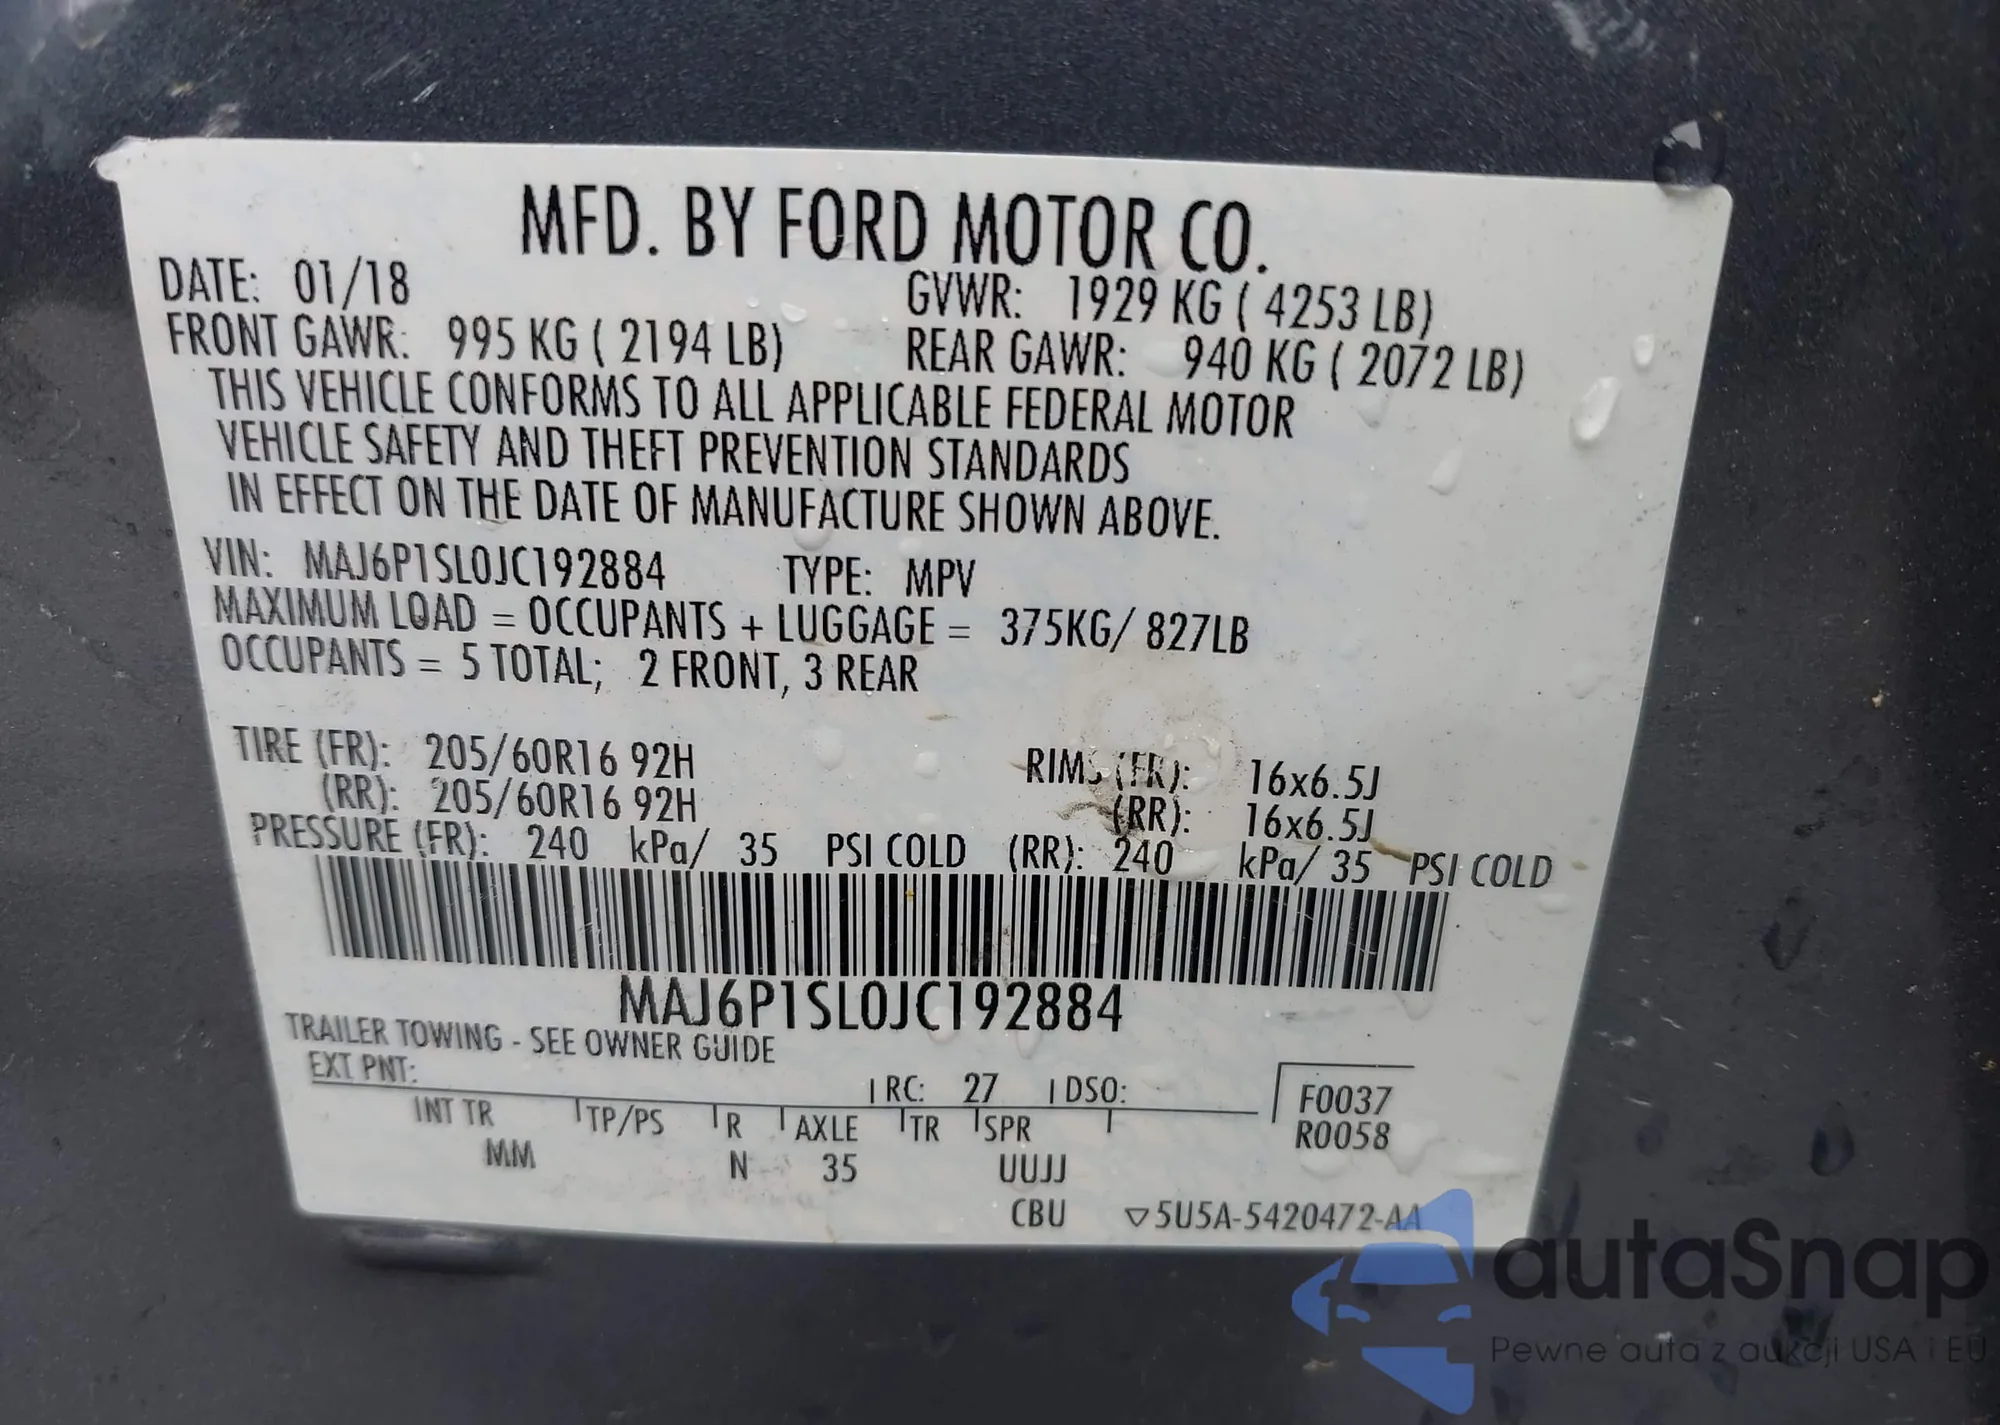 MFD. BY FORD MOTOR CO.
DATE: 01/18 GVWR: 1929 KG ( 4253 LB)
FRONT GAWR: 995 KG ( 2194 LB) REAR GAWR: 940 KG ( 2072 LB)
THIS VEHICLE CONFORMS TO ALL APPLICABLE FEDERAL MOTOR
VEHICLE SAFETY AND THEFT PREVENTION STANDARDS
IN EFFECT ON THE DATE OF MANUFACTURE SHOWN ABOVE.
VIN: MAJ6P1SL0JC192884 TYPE: MPV
MAXIMUM LOAD = OCCUPANTS + LUGGAGE = 375KG/ 827LB
OCCUPANTS = 5 TOTAL; 2 FRONT, 3 REAR
TIRE (FR): 205/60R16 92H RIMS (FR): 16x6.5J
(RR): 205/60R16 92H (RR): 16x6.5J
PRESSURE (FR): 240 kPa/ 35 PSI COLD (RR): 240 kPa/ 35 PSI COLD
MAJ6P1SL0JC192884
TRAILER TOWING - SEE OWNER GUIDE
EXT PNT: RC: 27 DSO: F0037
INT TR TP/PS R AXLE TR SPR R0058
MM N 35 UUJJ
CBU ▽5U5A-5420472-AA
autaSnap
Pewne auta z aukcji USA i EU